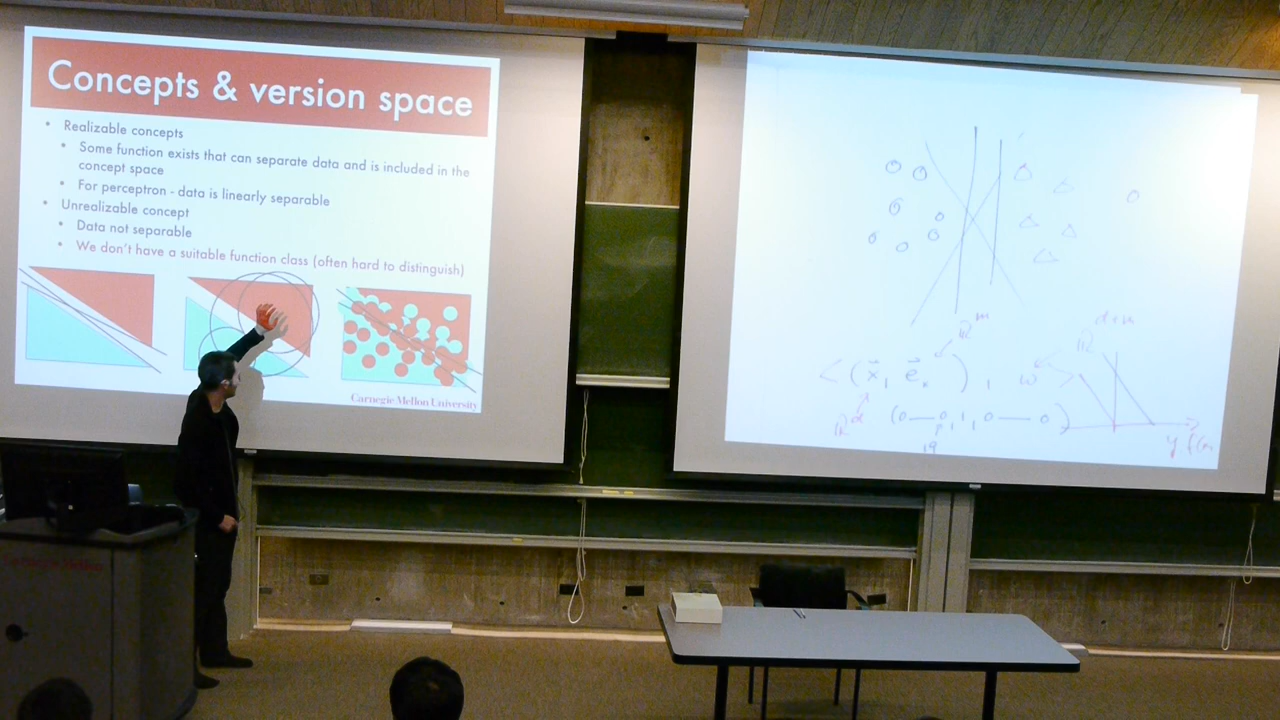 Concepts & version space
• Realizable concepts
• Some function exists that can separate data and is included in the
concept space
• For perceptron - data is linearly separable
• Unrealizable concept
• Data not separable
• We don't have a suitable function class (often hard to distinguish)
Carnegie Mellon University
Carnegie Mellon